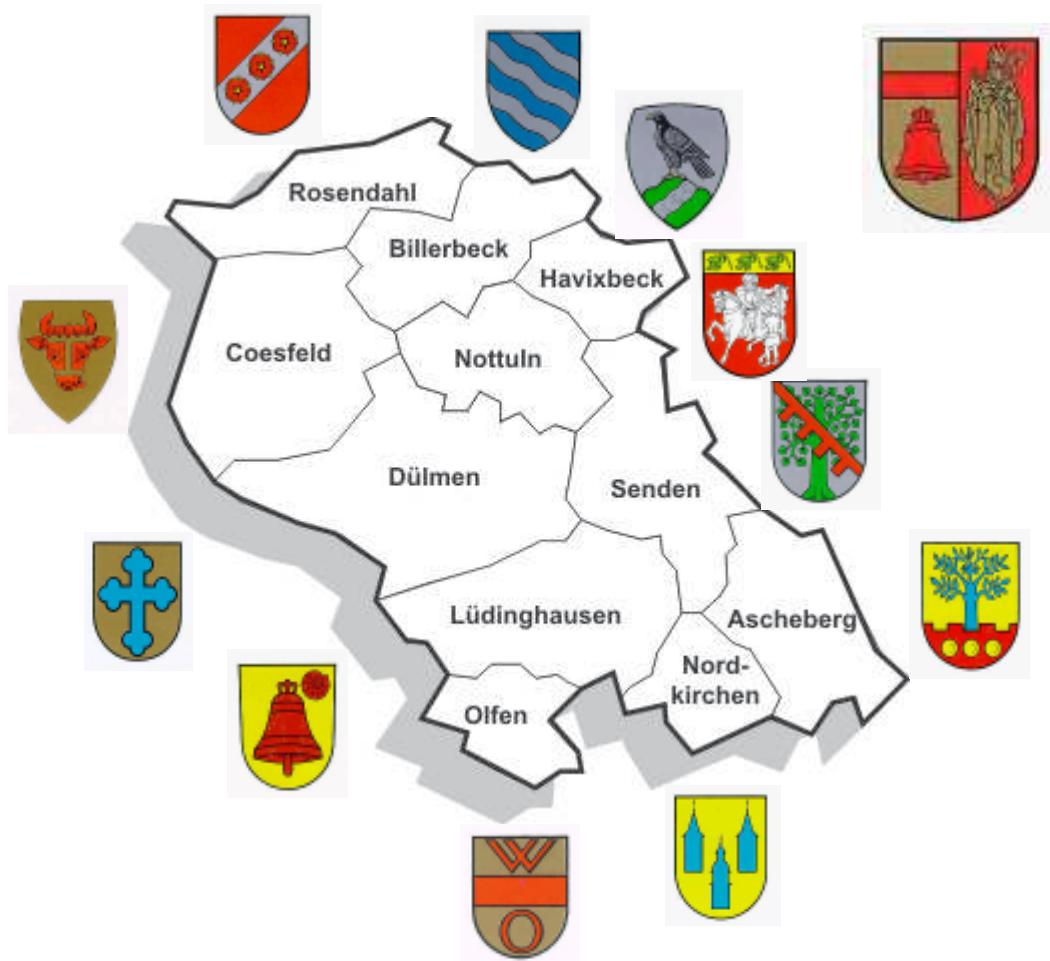 Rosendahl
Billerbeck
Havixbeck
Coesfeld
Nottuln
Dülmen
Senden
Lüdinghausen
Ascheberg
Nord-
kirchen
Olfen
W
O